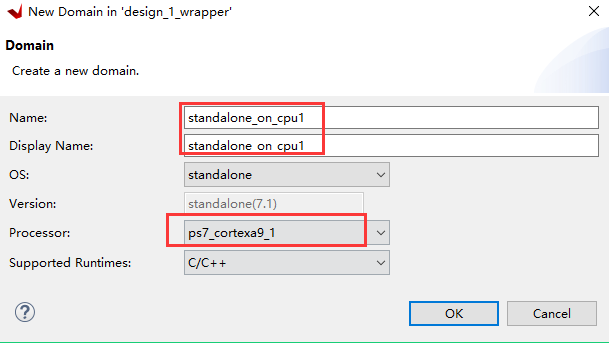 New Domain in 'design_1_wrapper'
Domain
Create a new domain.
Name: standalone_on_cpu1
Display Name: standalone_on_cpu1
OS: standalone
Version: standalone(7.1)
Processor: ps7_cortexa9_1
Supported Runtimes: C/C++
? OK Cancel